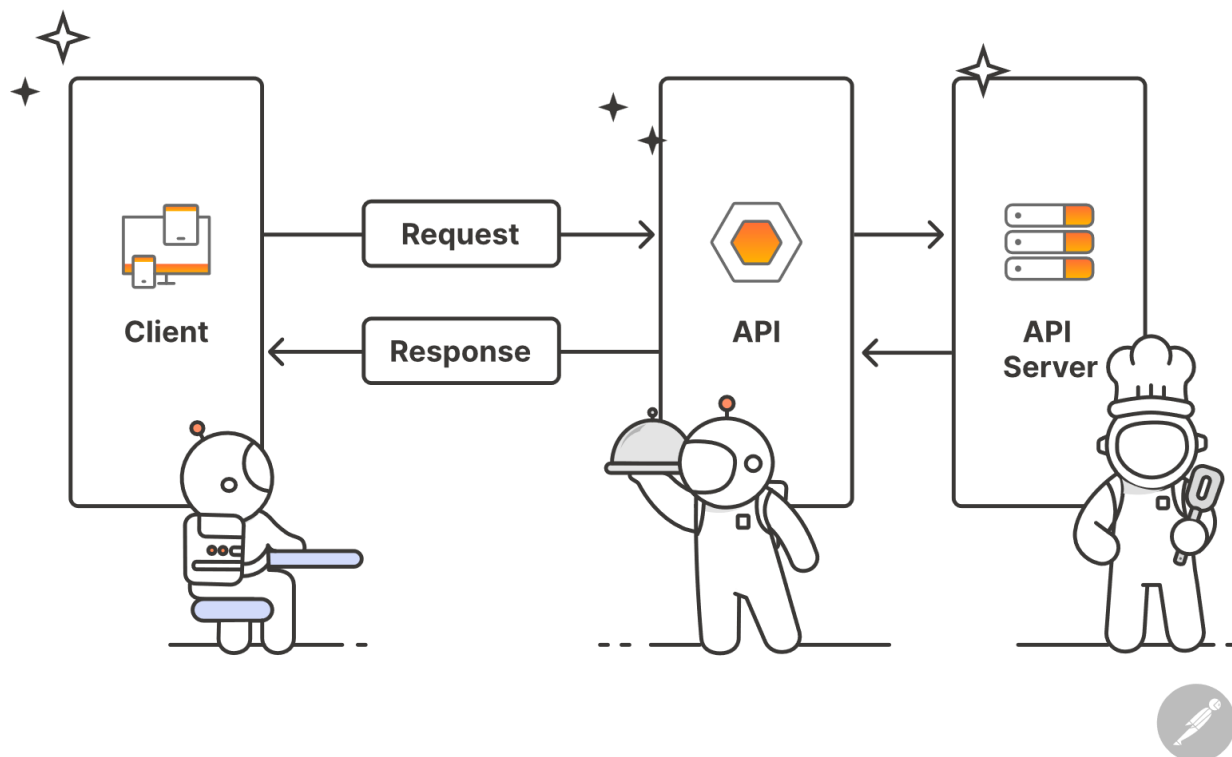 Request
Response
Client
API
API
Server